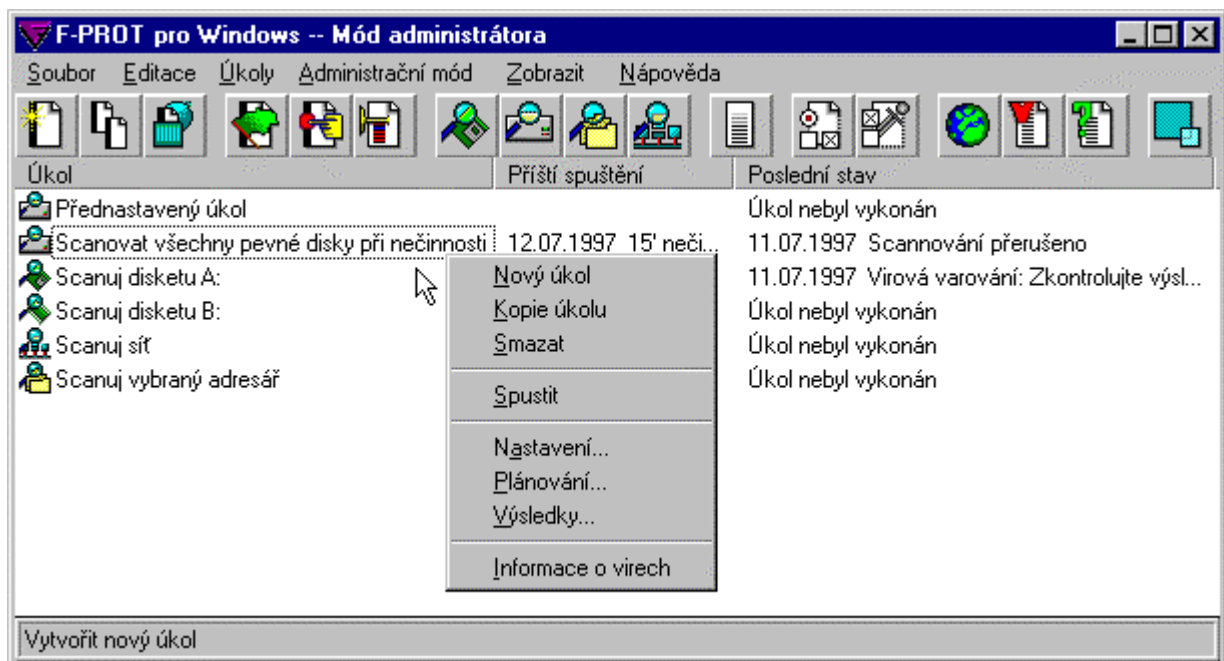 F-PROT pro Windows -- Mód administrátora
Soubor Editace Úkoly Administrační mód Zobrazit Nápověda
Úkol Příští spuštění Poslední stav
Přednastavený úkol Úkol nebyl vykonán
Scanovat všechny pevné disky při nečinnosti 12.07.1997 15' neči... 11.07.1997 Scannování přerušeno
Scanuj disketu A: 11.07.1997 Virová varování: Zkontrolujte výsl...
Scanuj disketu B: Úkol nebyl vykonán
Scanuj síť Úkol nebyl vykonán
Scanuj vybraný adresář Úkol nebyl vykonán
Nový úkol
Kopie úkolu
Smazat
Spustit
Nastavení...
Plánování...
Výsledky...
Informace o virech
Vytvořit nový úkol